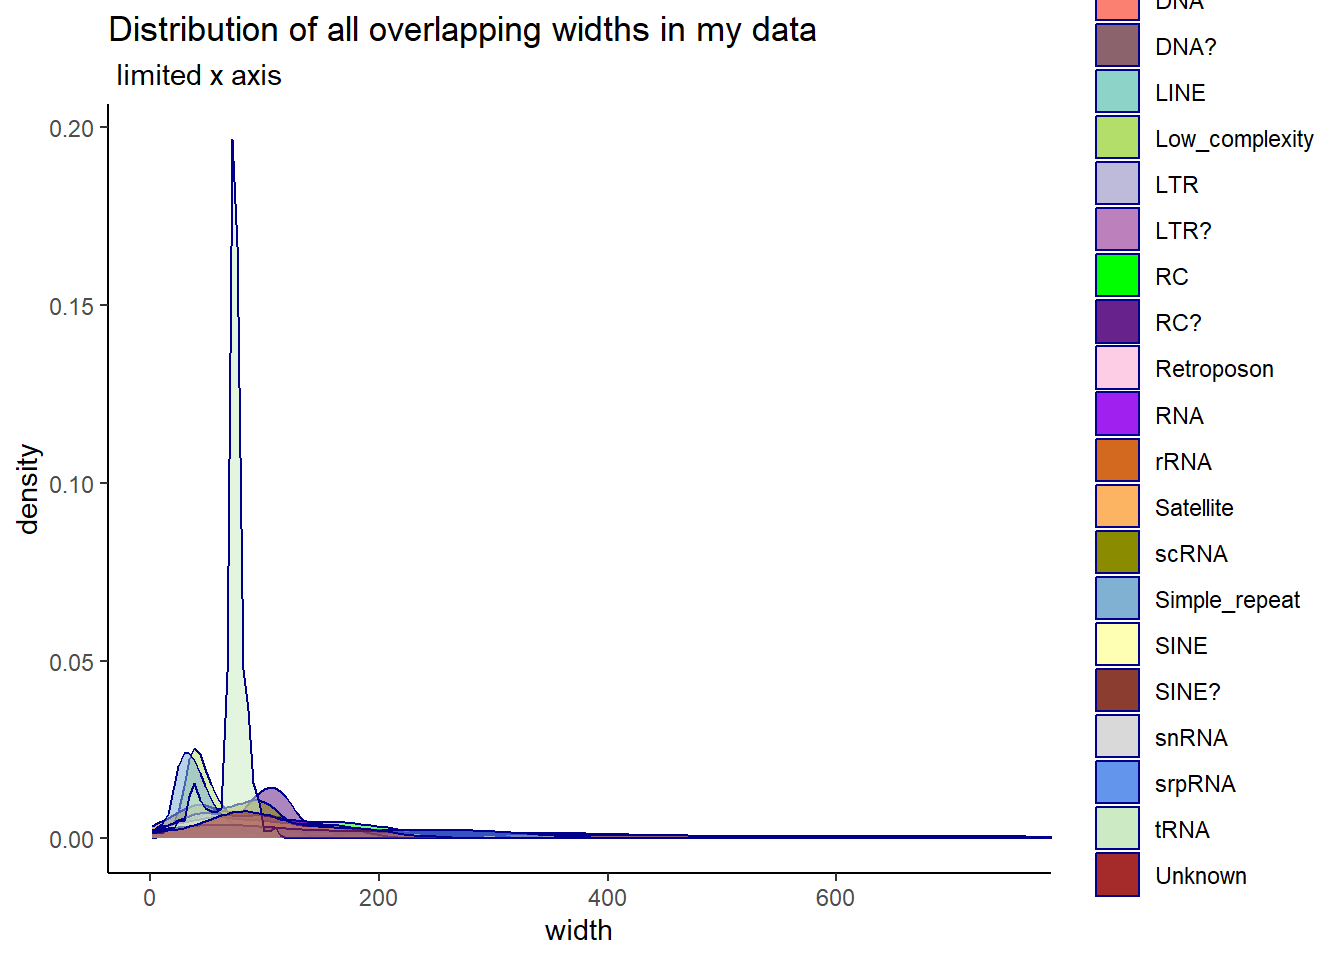 Distribution of all overlapping widths in my data
limited x axis
0.20
0.15
0.10
0.05
0.00
density
0
200
400
600
width
DNA
DNA?
LINE
Low_complexity
LTR
LTR?
RC
RC?
Retroposon
RNA
rRNA
Satellite
scRNA
Simple_repeat
SINE
SINE?
snRNA
srpRNA
tRNA
Unknown